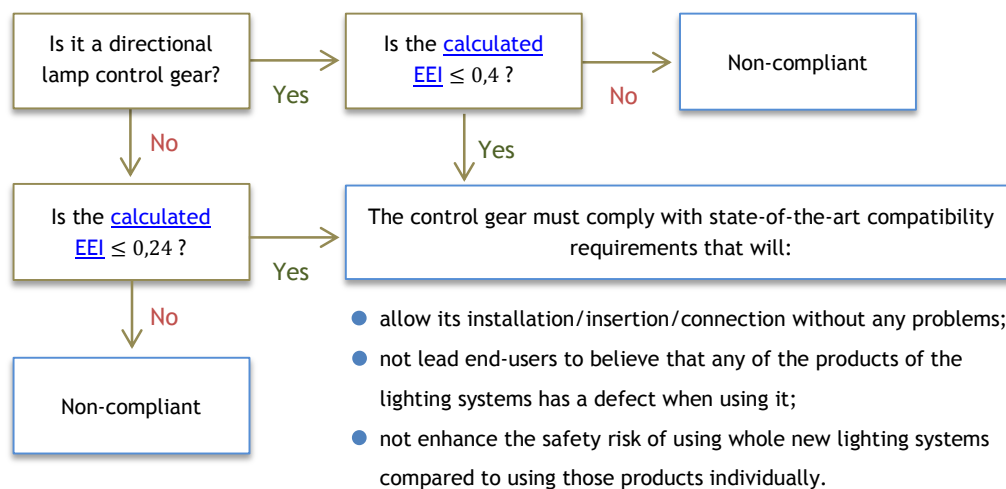 Is it a directional
lamp control gear?
Yes
Is the calculated
EEI ≤ 0,4 ?
No
Non-compliant
No
Yes
Is the calculated
EEI ≤ 0,24 ?
Yes
The control gear must comply with state-of-the-art compatibility
requirements that will:
No
Non-compliant
● allow its installation/insertion/connection without any problems;
● not lead end-users to believe that any of the products of the
lighting systems has a defect when using it;
● not enhance the safety risk of using whole new lighting systems
compared to using those products individually.